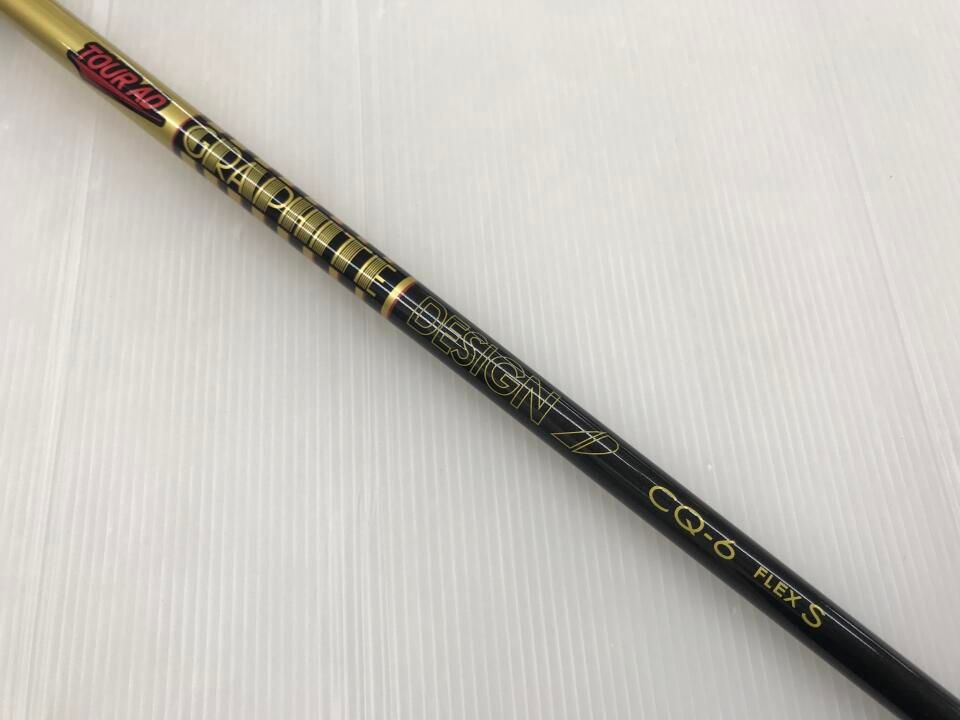 TOUR AD
GRAPHITE DESIGN AD CQ-6 FLEX S